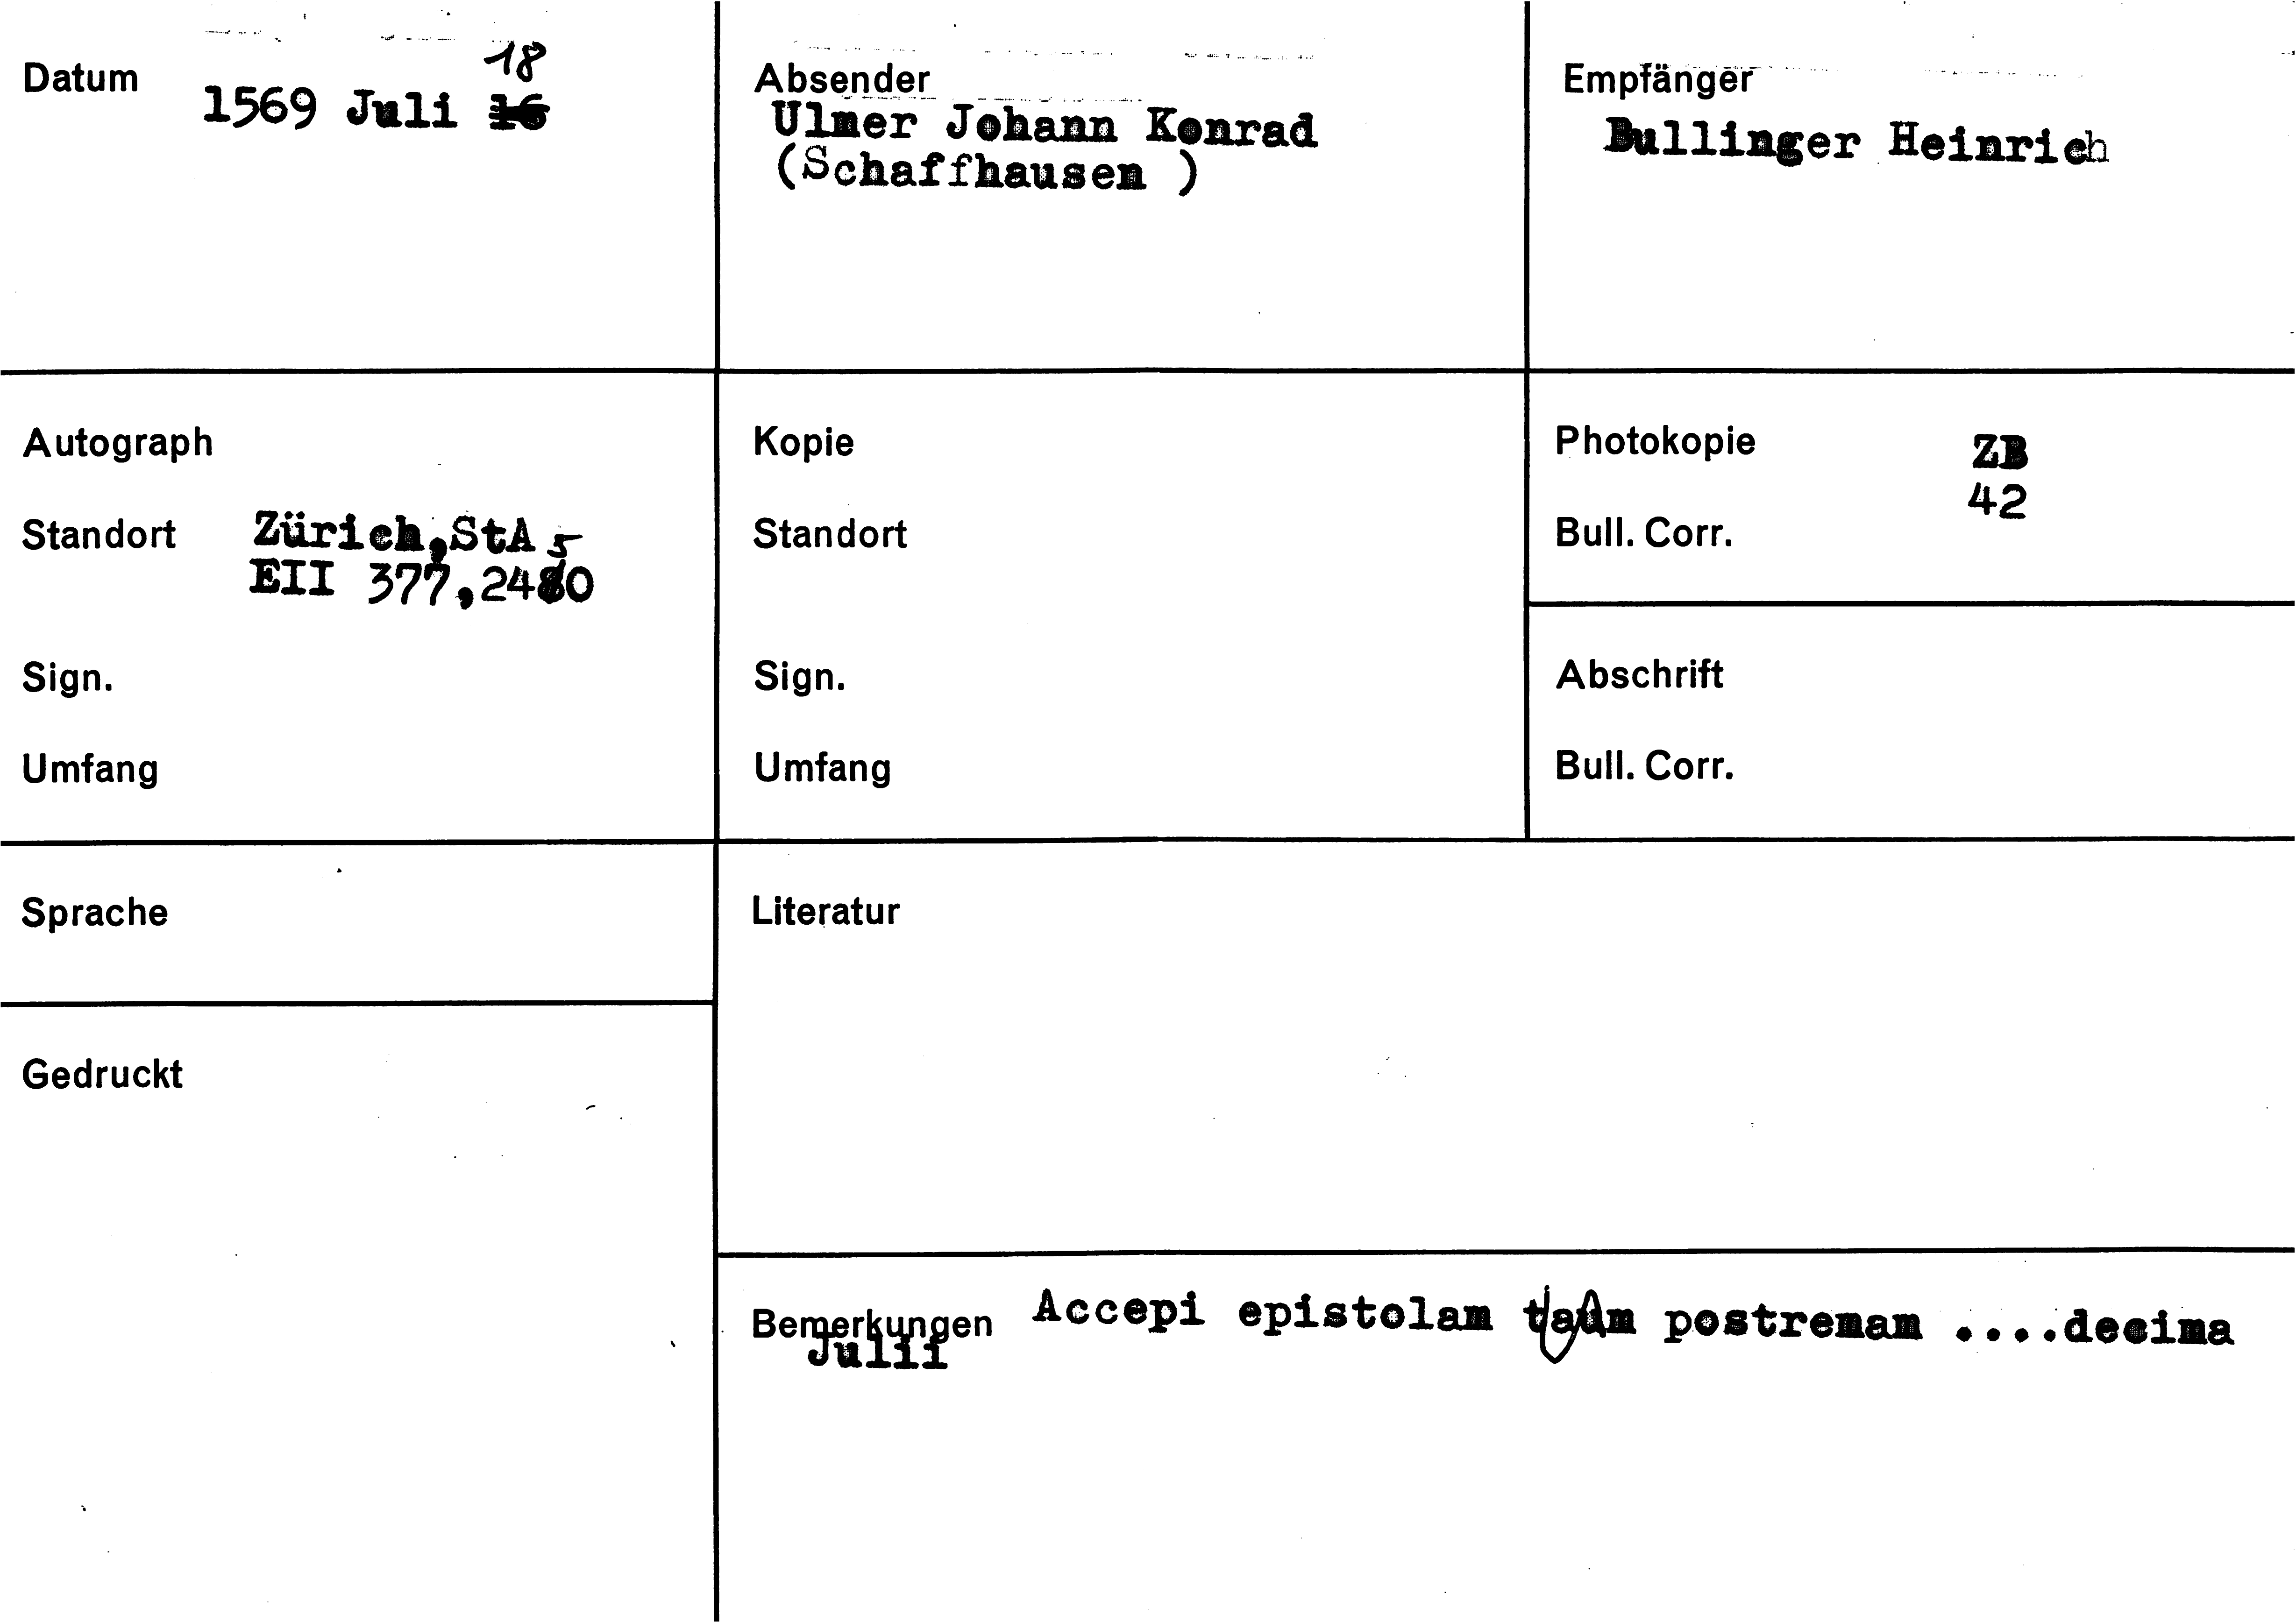 Datum
18
1569 Juli 16
Absender
Ulmer Johann Konrad
(Schaffhausen )
Empfänger
Bullinger Heinrich
Autograph
Standort Zürich,StA
5
EII 377,2480
Sign.
Umfang
Kopie
Standort
Sign.
Umfang
Photokopie ZB
42
Bull. Corr.
Abschrift
Bull. Corr.
Sprache
Gedruckt
Literatur
Bemerkungen Accepi epistolam postremam ....decima
Julii